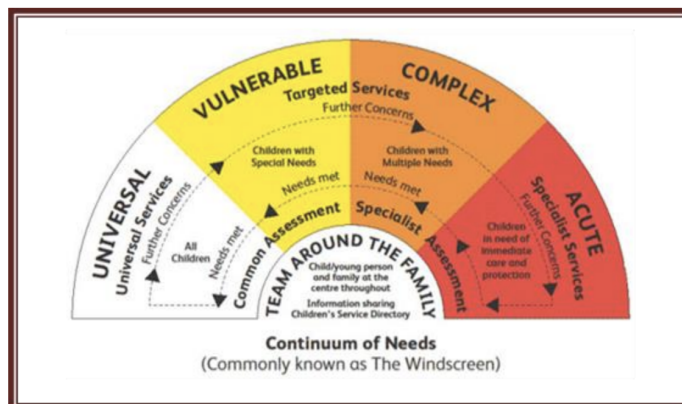 UNIVERSAL
Universal Services
Further Concerns
All
Children
Needs met
VULNERABLE
Targeted Services
Further Concerns
Children with
Special Needs
Needs met
Common Assessment
COMPLEX
Children with
Multiple Needs
Needs met
Specialist Assessment
ACUTE
Specialist Services
Further Concerns
Children
in need of
immediate
care and
protection
TEAM AROUND THE FAMILY
Child/young person
and family at the
centre throughout
Information sharing
Children's Service Directory
Continuum of Needs
(Commonly known as The Windscreen)